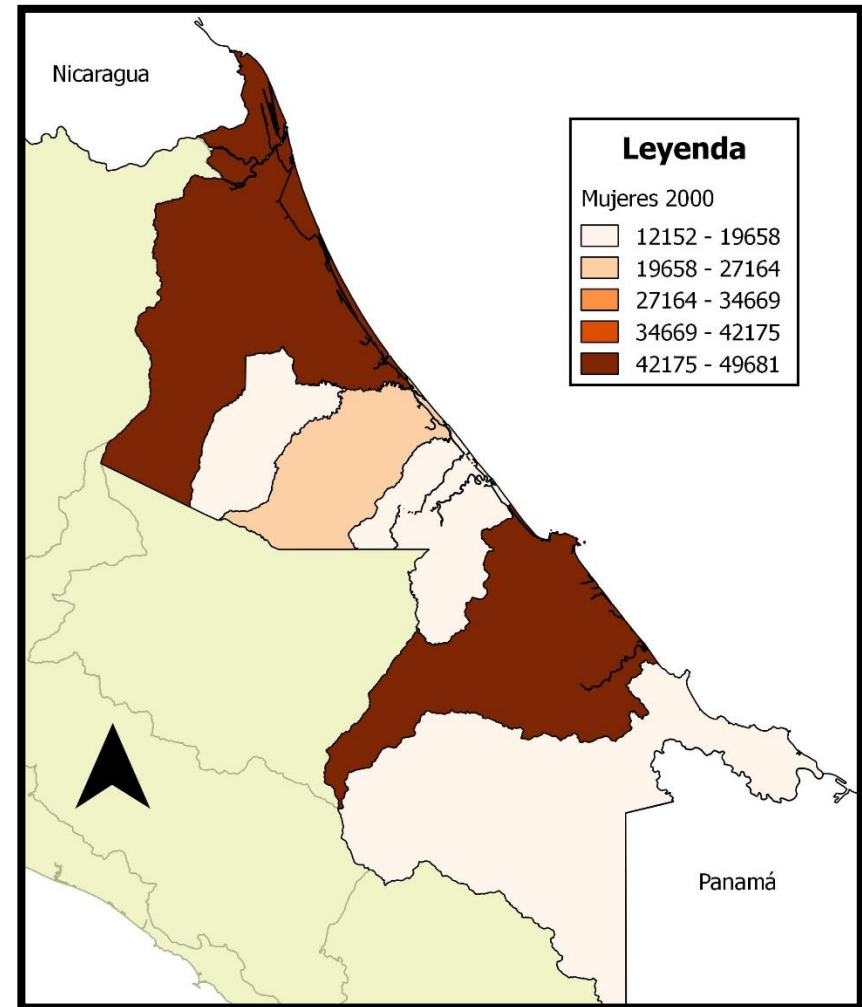 Nicaragua
Leyenda
Mujeres 2000
12152 - 19658
19658 - 27164
27164 - 34669
34669 - 42175
42175 - 49681
Panamá